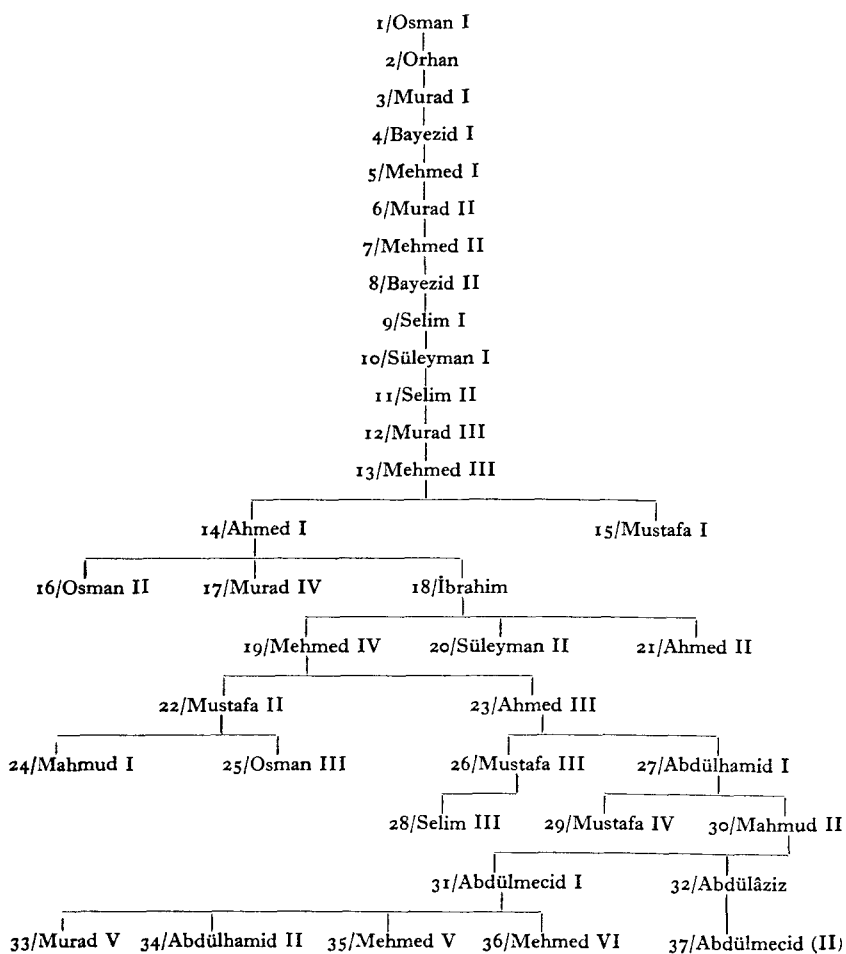 1/Osman I
2/Orhan
3/Murad I
4/Bayezid I
5/Mehmed I
6/Murad II
7/Mehmed II
8/Bayezid II
9/Selim I
10/Süleyman I
11/Selim II
12/Murad III
13/Mehmed III
14/Ahmed I 15/Mustafa I
16/Osman II 17/Murad IV 18/İbrahim
19/Mehmed IV 20/Süleyman II 21/Ahmed II
22/Mustafa II 23/Ahmed III
24/Mahmud I 25/Osman III 26/Mustafa III 27/Abdülhamid I
28/Selim III 29/Mustafa IV 30/Mahmud II
31/Abdülmecid I 32/Abdülâziz
33/Murad V 34/Abdülhamid II 35/Mehmed V 36/Mehmed VI 37/Abdülmecid (II)